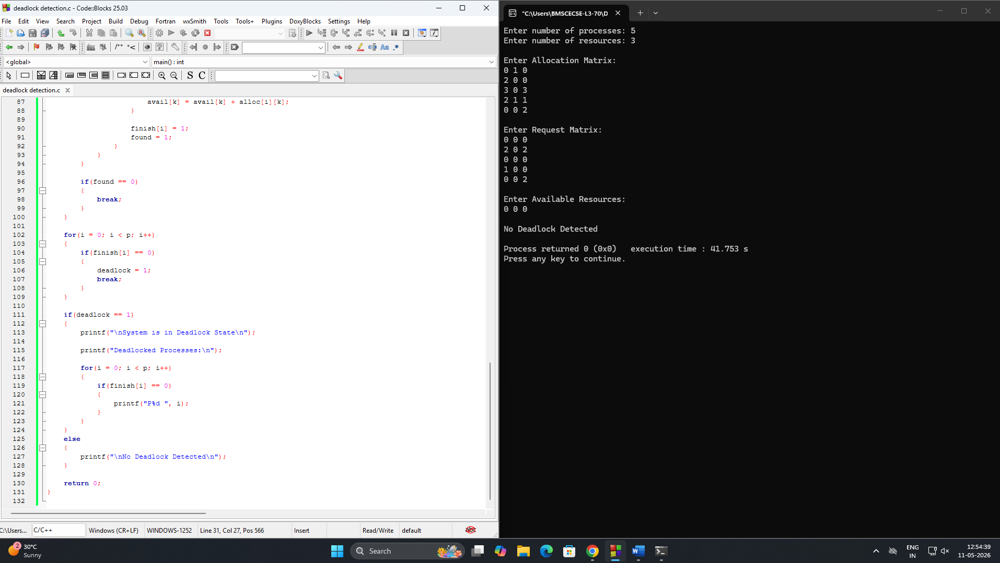 deadlock detection.c - Code::Blocks 25.03
File Edit View Search Project Build Debug Fortran wxSmith Tools Tools+ Plugins DoxyBlocks Settings Help
/** *<
Aa .*
<global> main() : int
S C
deadlock detection.c
87 avail[k] = avail[k] + alloc[i][k];
88 }
89
90 finish[i] = 1;
91 found = 1;
92 }
93 }
94 }
95
96 if(found == 0)
97 {
98 break;
99 }
100 }
101
102 for(i = 0; i < p; i++)
103 {
104 if(finish[i] == 0)
105 {
106 deadlock = 1;
107 break;
108 }
109 }
110
111 if(deadlock == 1)
112 {
113 printf("\nSystem is in Deadlock State\n");
114
115 printf("Deadlocked Processes:\n");
116
117 for(i = 0; i < p; i++)
118 {
119 if(finish[i] == 0)
120 {
121 printf("P%d ", i);
122 }
123 }
124 }
125 else
126 {
127 printf("\nNo Deadlock Detected\n");
128 }
129
130 return 0;
131 }
132
C:\Users... C/C++ Windows (CR+LF) WINDOWS-1252 Line 31, Col 27, Pos 566 Insert Read/Write default abc
"C:\Users\BMSCECSE-L3-70\D
Enter number of processes: 5
Enter number of resources: 3
Enter Allocation Matrix:
0 1 0
2 0 0
3 0 3
2 1 1
0 0 2
Enter Request Matrix:
0 0 0
2 0 2
0 0 0
1 0 0
0 0 2
Enter Available Resources:
0 0 0
No Deadlock Detected
Process returned 0 (0x0) execution time : 41.753 s
Press any key to continue.
2
30°C
Sunny
Search
ENG
IN
12:54:39
11-05-2026